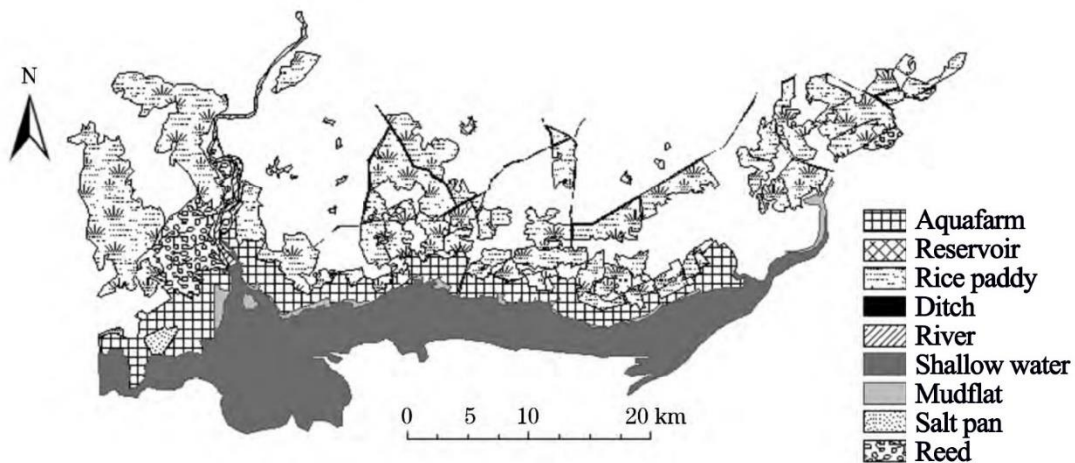 N
Aquafarm
Reservoir
Rice paddy
Ditch
River
Shallow water
Mudflat
Salt pan
Reed
0 5 10 20 km